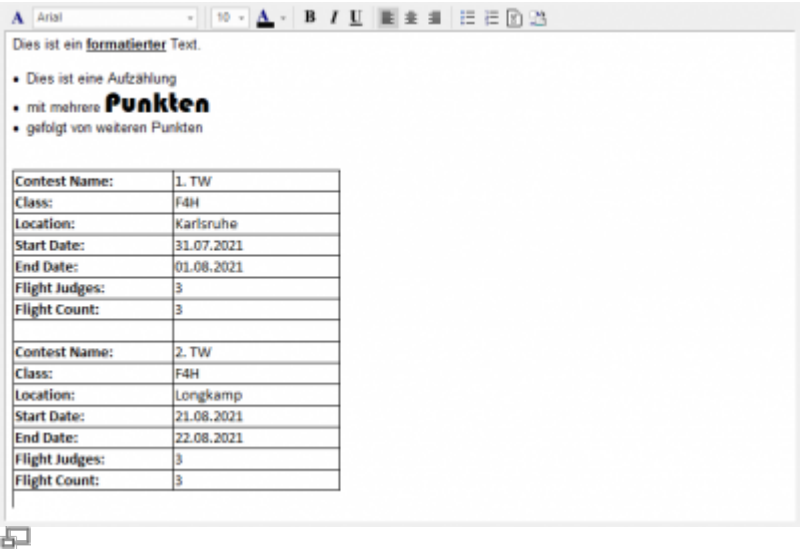 A Arial 10 A B I U
Dies ist ein formatierter Text.
• Dies ist eine Aufzählung
• mit mehrere Punkten
• gefolgt von weiteren Punkten
Contest Name: 1. TW
Class: F4H
Location: Karlsruhe
Start Date: 31.07.2021
End Date: 01.08.2021
Flight Judges: 3
Flight Count: 3
Contest Name: 2. TW
Class: F4H
Location: Longkamp
Start Date: 21.08.2021
End Date: 22.08.2021
Flight Judges: 3
Flight Count: 3